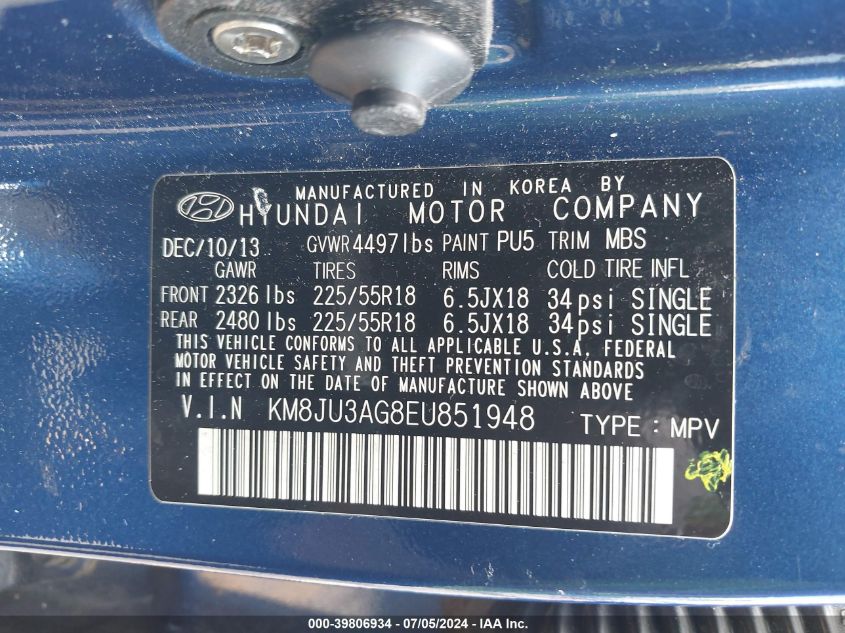 MANUFACTURED IN KOREA BY
HYUNDAI MOTOR COMPANY
DEC/10/13 GVWR 4497lbs PAINT PU5 TRIM MBS
GAWR TIRES RIMS COLD TIRE INFL
FRONT 2326 lbs 225/55R18 6.5JX18 34psi SINGLE
REAR 2480 lbs 225/55R18 6.5JX18 34psi SINGLE
THIS VEHICLE CONFORMS TO ALL APPLICABLE U.S.A. FEDERAL
MOTOR VEHICLE SAFETY AND THEFT PREVENTION STANDARDS
IN EFFECT ON THE DATE OF MANUFACTURE SHOWN ABOVE
V.I.N KM8JU3AG8EU851948 TYPE : MPV
000-39806934 - 07/05/2024 - IAA Inc.